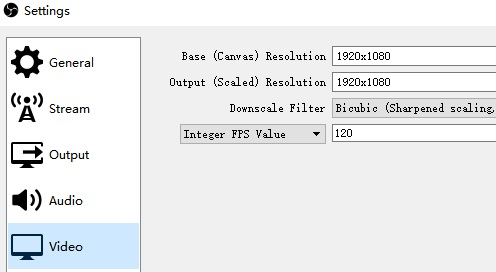 Settings
General
Stream
Output
Audio
Video
Base (Canvas) Resolution 1920x1080
Output (Scaled) Resolution 1920x1080
Downscale Filter Bicubic (Sharpened scaling,
Integer FPS Value 120